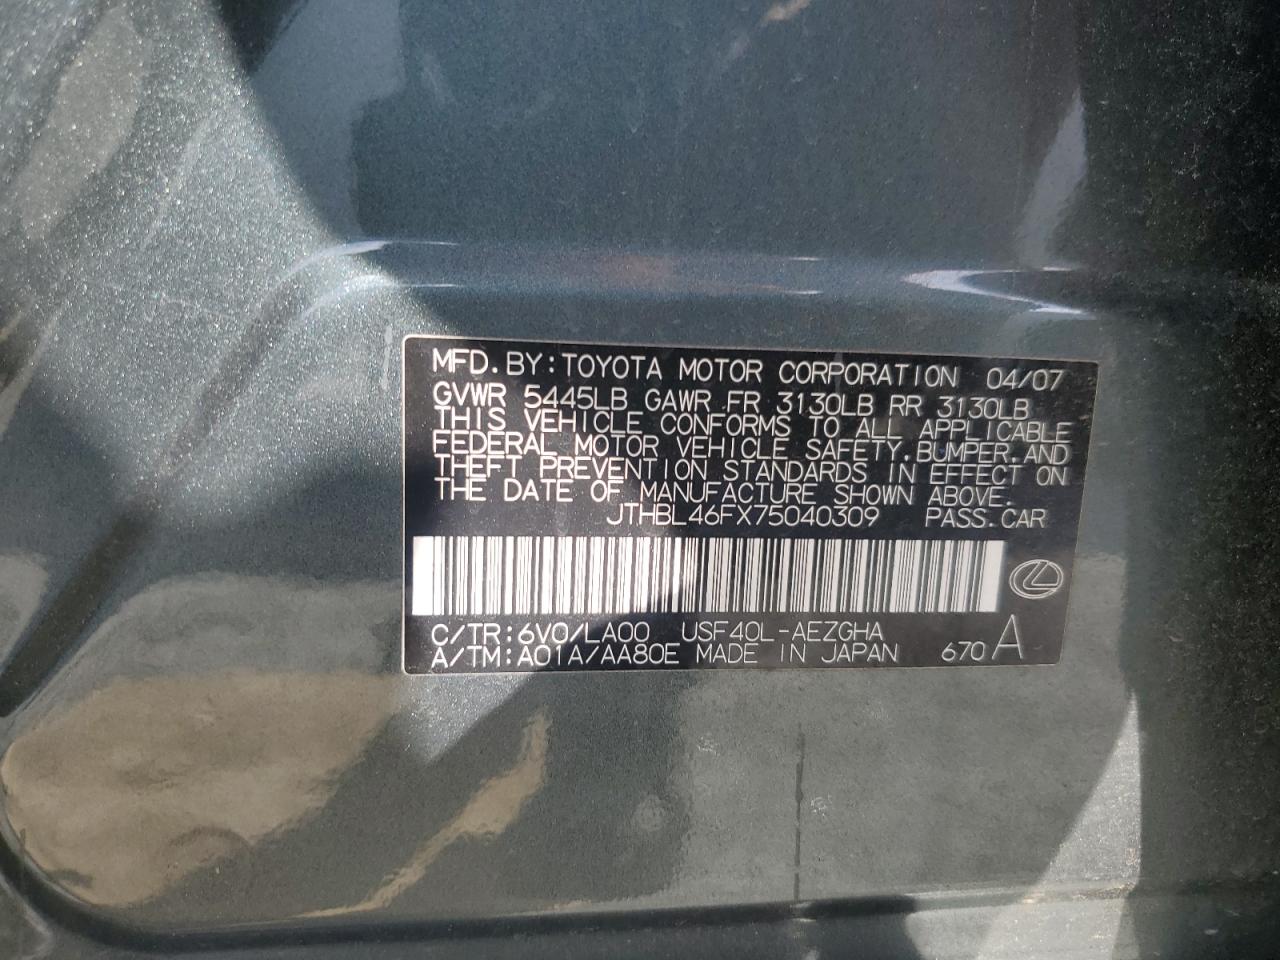 MFD.BY:TOYOTA MOTOR CORPORATION 04/07
GVWR 5445LB GAWR FR 3130LB RR 3130LB
THIS VEHICLE CONFORMS TO ALL APPLICABLE
FEDERAL MOTOR VEHICLE SAFETY,BUMPER,AND
THEFT PREVENTION STANDARDS IN EFFECT ON
THE DATE OF MANUFACTURE SHOWN ABOVE.
JTHBL46FX75040309 PASS.CAR
C/TR:6V0/LA00 USF40L-AEZGHA
A/TM:A01A/AA80E MADE IN JAPAN 670 A